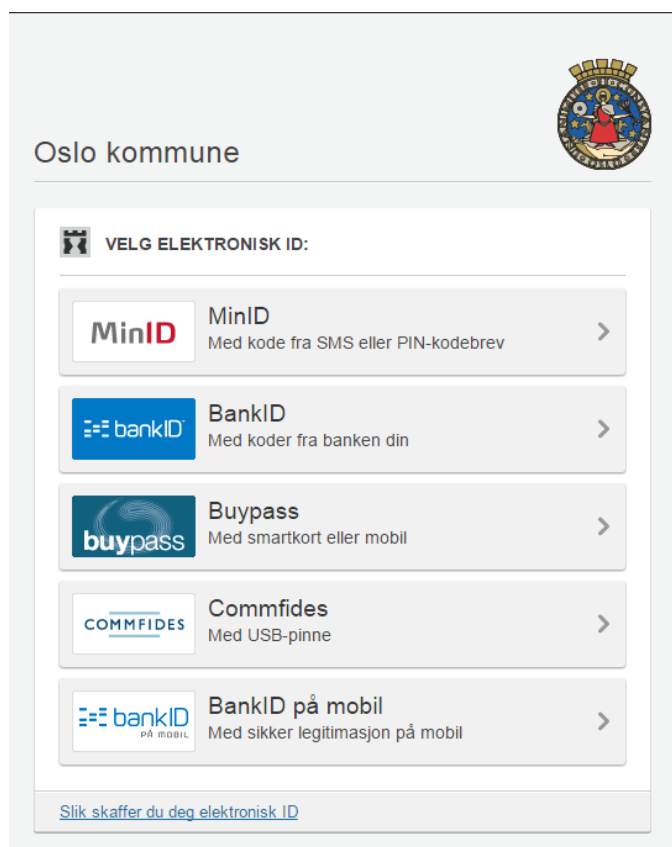 Oslo kommune
VELG ELEKTRONISK ID:
MinID
MinID
Med kode fra SMS eller PIN-kodebrev
bankID
BankID
Med koder fra banken din
buypass
Buypass
Med smartkort eller mobil
COMMFIDES
Commfides
Med USB-pinne
bankID
PÅ MOBIL
BankID på mobil
Med sikker legitimasjon på mobil
Slik skaffer du deg elektronisk ID